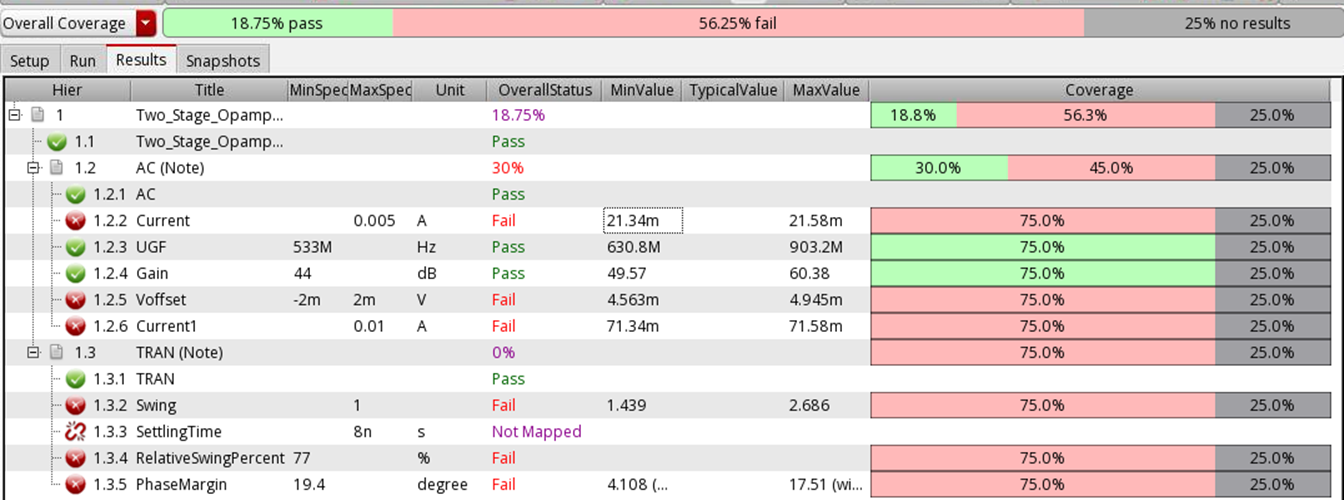 Overall Coverage 18.75% pass 56.25% fail 25% no results
Setup Run Results Snapshots
Hier Title MinSpec MaxSpec Unit OverallStatus MinValue TypicalValue MaxValue Coverage
1 Two_Stage_Opamp... 18.75% 18.8% 56.3% 25.0%
1.1 Two_Stage_Opamp... Pass
1.2 AC (Note) 30% 30.0% 45.0% 25.0%
1.2.1 AC Pass
1.2.2 Current 0.005 A Fail 21.34m 21.58m 75.0% 25.0%
1.2.3 UGF 533M Hz Pass 630.8M 903.2M 75.0% 25.0%
1.2.4 Gain 44 dB Pass 49.57 60.38 75.0% 25.0%
1.2.5 Voffset -2m 2m V Fail 4.563m 4.945m 75.0% 25.0%
1.2.6 Current1 0.01 A Fail 71.34m 71.58m 75.0% 25.0%
1.3 TRAN (Note) 0% 75.0% 25.0%
1.3.1 TRAN Pass
1.3.2 Swing 1 Fail 1.439 2.686 75.0% 25.0%
1.3.3 SettlingTime 8n s Not Mapped
1.3.4 RelativeSwingPercent 77 % Fail 75.0% 25.0%
1.3.5 PhaseMargin 19.4 degree Fail 4.108 (... 17.51 (wi... 75.0% 25.0%